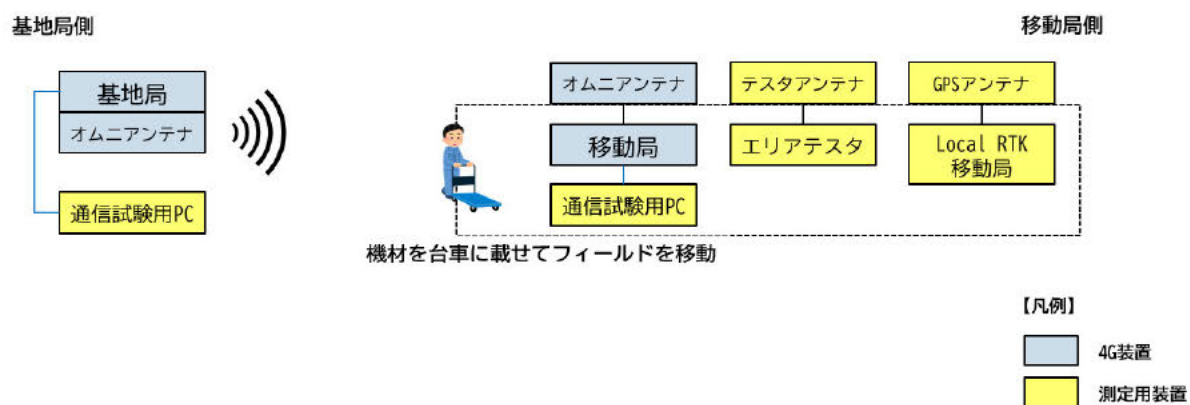 基地局側
移動局側
基地局
オムニアンテナ
通信試験用PC
オムニアンテナ
テスタアンテナ
GPSアンテナ
移動局
エリアテスタ
Local RTK
移動局
通信試験用PC
機材を台車に載せてフィールドを移動
【凡例】
4G装置
測定用装置